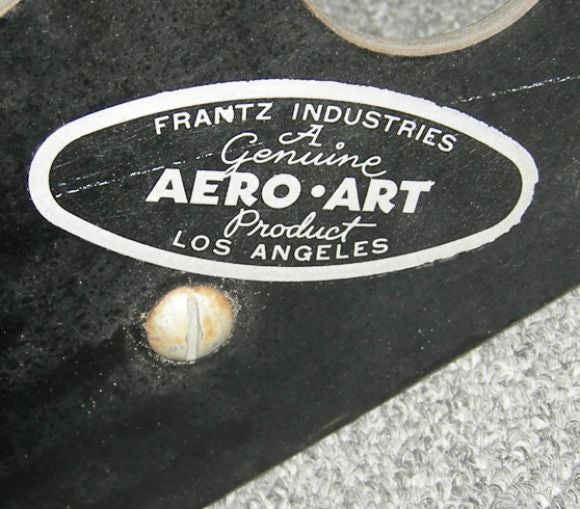 FRANTZ INDUSTRIES
A
Genuine
AERO•ART
Product
LOS ANGELES